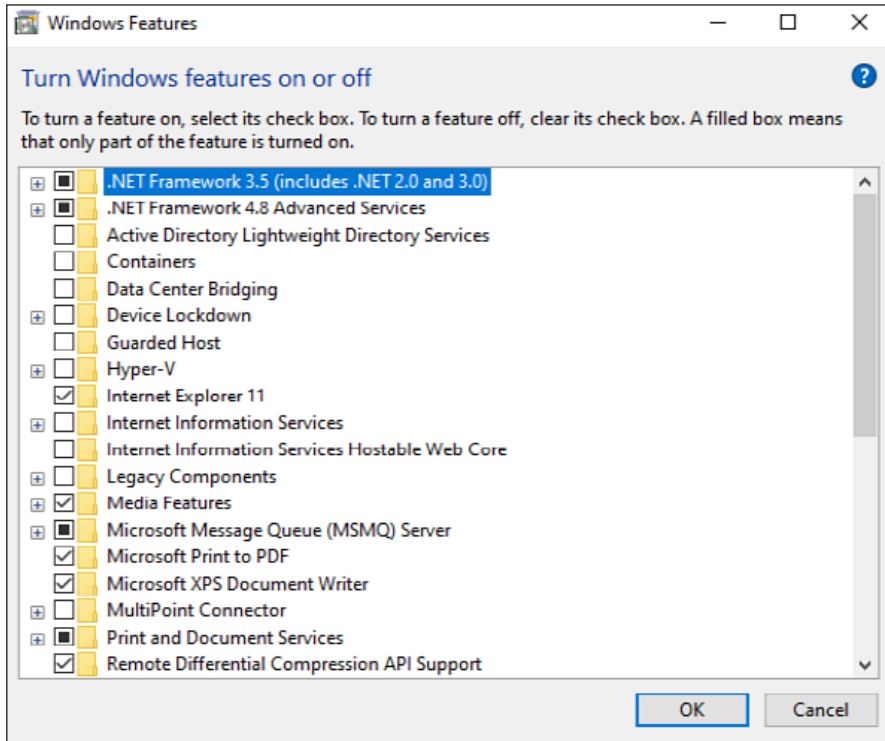 Windows Features
Turn Windows features on or off
To turn a feature on, select its check box. To turn a feature off, clear its check box. A filled box means
that only part of the feature is turned on.
.NET Framework 3.5 (includes .NET 2.0 and 3.0)
.NET Framework 4.8 Advanced Services
Active Directory Lightweight Directory Services
Containers
Data Center Bridging
Device Lockdown
Guarded Host
Hyper-V
Internet Explorer 11
Internet Information Services
Internet Information Services Hostable Web Core
Legacy Components
Media Features
Microsoft Message Queue (MSMQ) Server
Microsoft Print to PDF
Microsoft XPS Document Writer
MultiPoint Connector
Print and Document Services
Remote Differential Compression API Support
OK Cancel